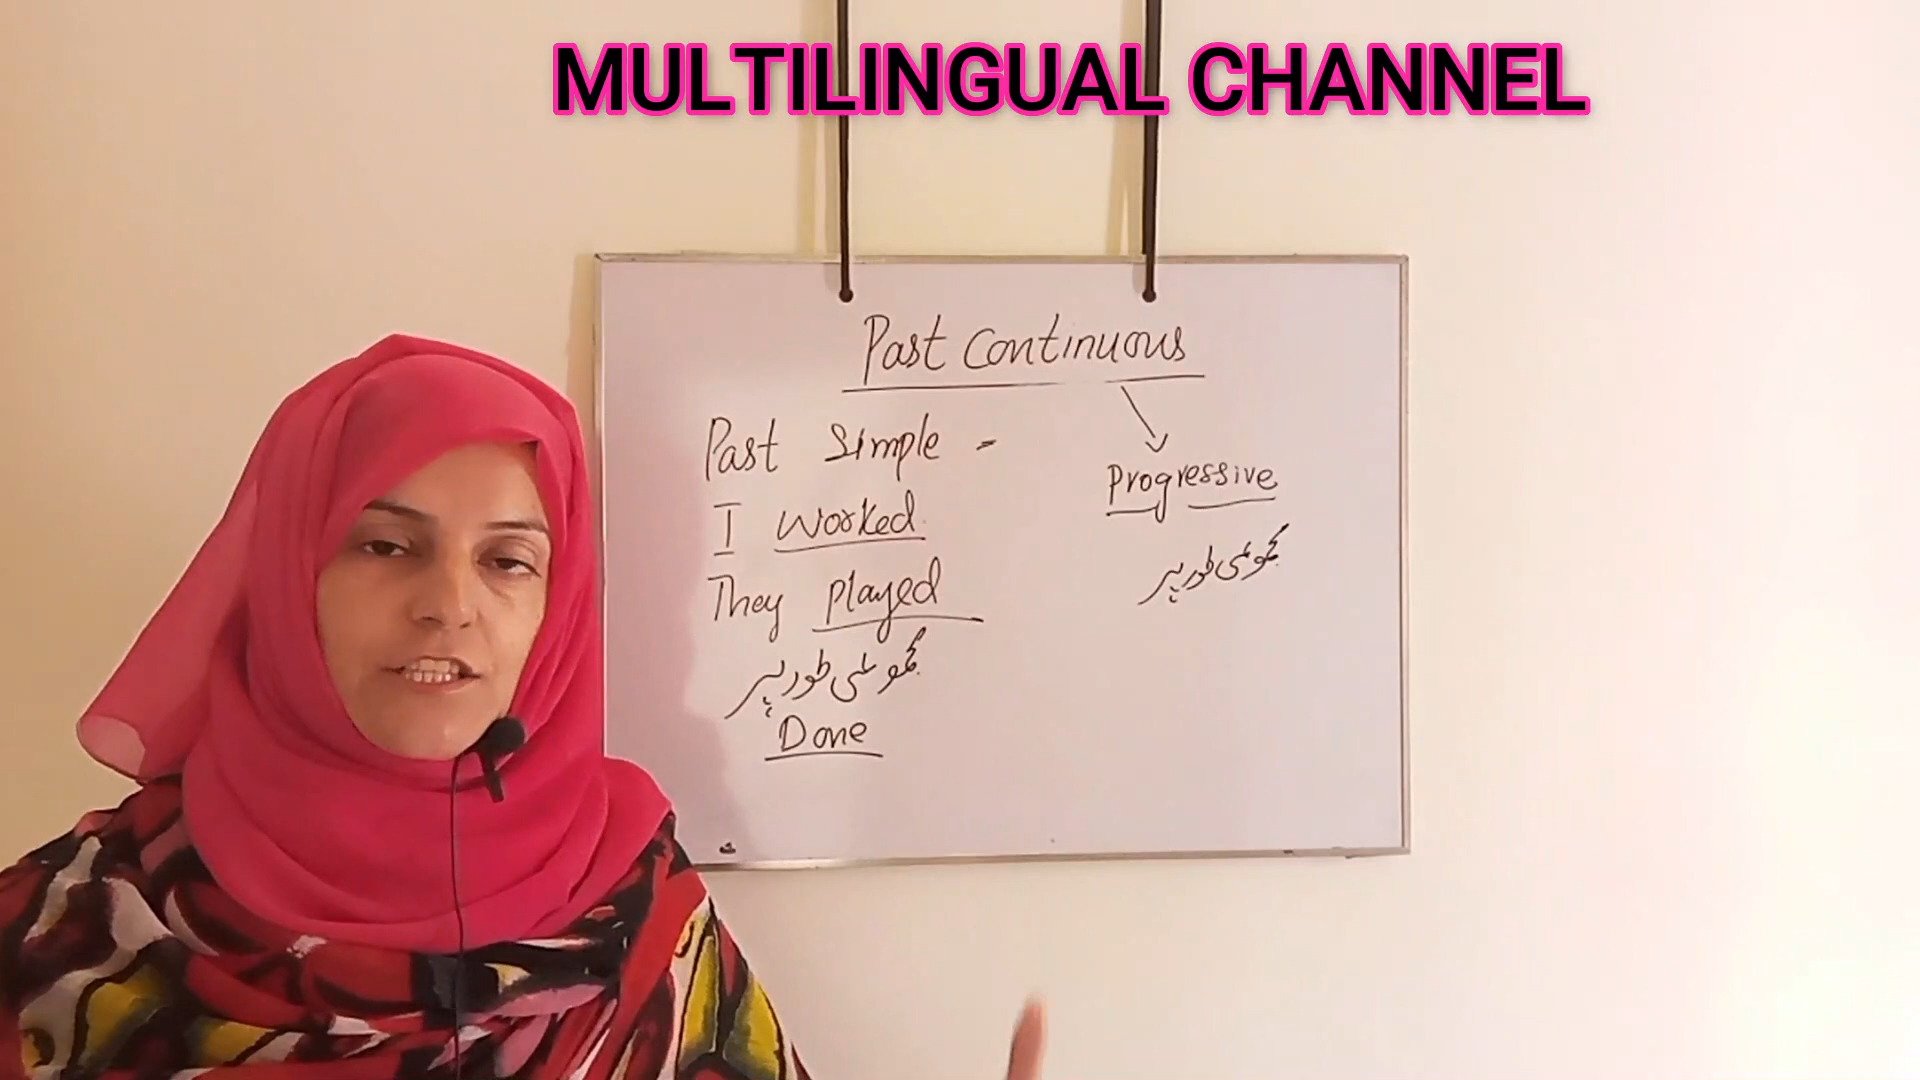 MULTILINGUAL CHANNEL
Past Continuous
Past Simple -
I worked.
They played
مجموعی طور پر
Done
Progressive
مجموعی طور پر